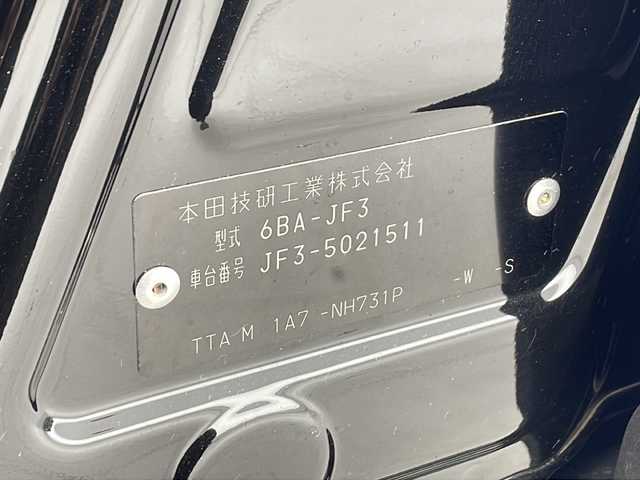 本田技研工業株式会社
型式 6BA-JF3
車台番号 JF3-5021511
TTA M 1A7 -NH731P -W -S